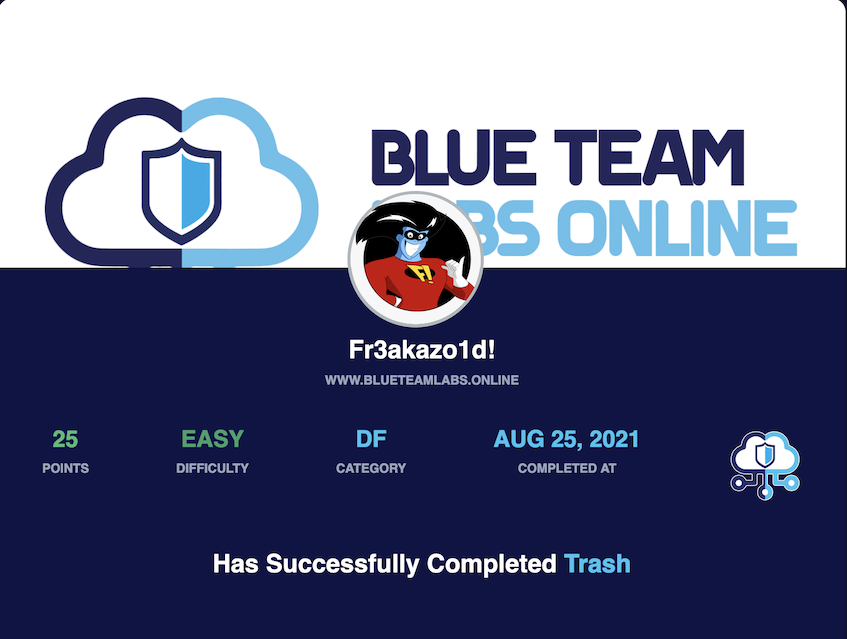 BLUE TEAM
BS ONLINE
F!
Fr3akazo1d!
WWW.BLUETEAMLABS.ONLINE
25 EASY DF AUG 25, 2021
POINTS DIFFICULTY CATEGORY COMPLETED AT
Has Successfully Completed Trash